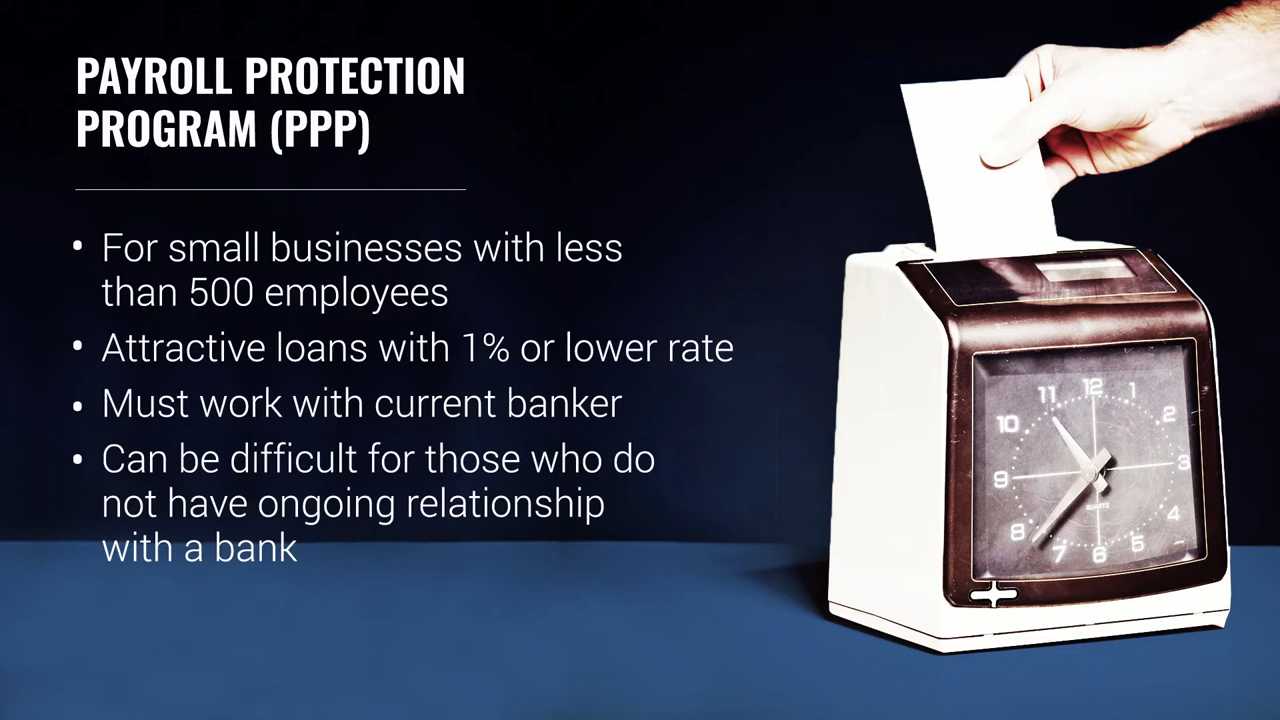 PAYROLL PROTECTION
PROGRAM (PPP)
• For small businesses with less
than 500 employees
• Attractive loans with 1% or lower rate
• Must work with current banker
• Can be difficult for those who do
not have ongoing relationship
with a bank
12
11
1
10
2
9
3
8
4
7
6
5
QUARTZ